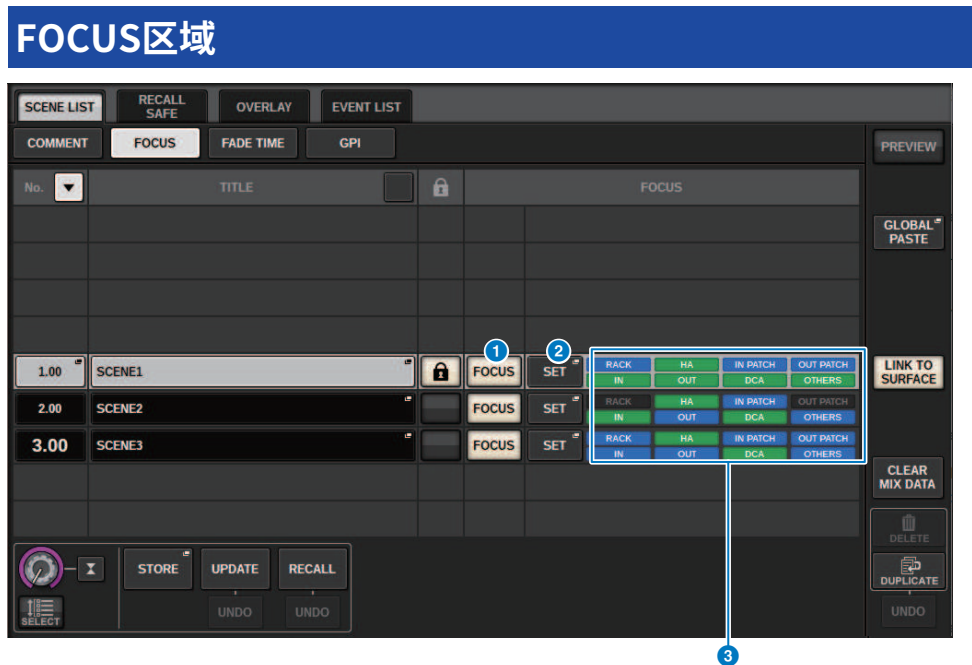 FOCUS区域
SCENE LIST
RECALL
SAFE
OVERLAY
EVENT LIST
COMMENT
FOCUS
FADE TIME
GPI
PREVIEW
No.
TITLE
FOCUS
GLOBAL
PASTE
1
2
1.00
SCENE1
FOCUS
SET
RACK
HA
IN PATCH
OUT PATCH
IN
OUT
DCA
OTHERS
LINK TO
SURFACE
2.00
SCENE2
FOCUS
SET
RACK
HA
IN PATCH
OUT PATCH
IN
OUT
DCA
OTHERS
3.00
SCENE3
FOCUS
SET
RACK
HA
IN PATCH
OUT PATCH
IN
OUT
DCA
OTHERS
CLEAR
MIX DATA
DELETE
STORE
UPDATE
RECALL
DUPLICATE
SELECT
UNDO
UNDO
UNDO
3